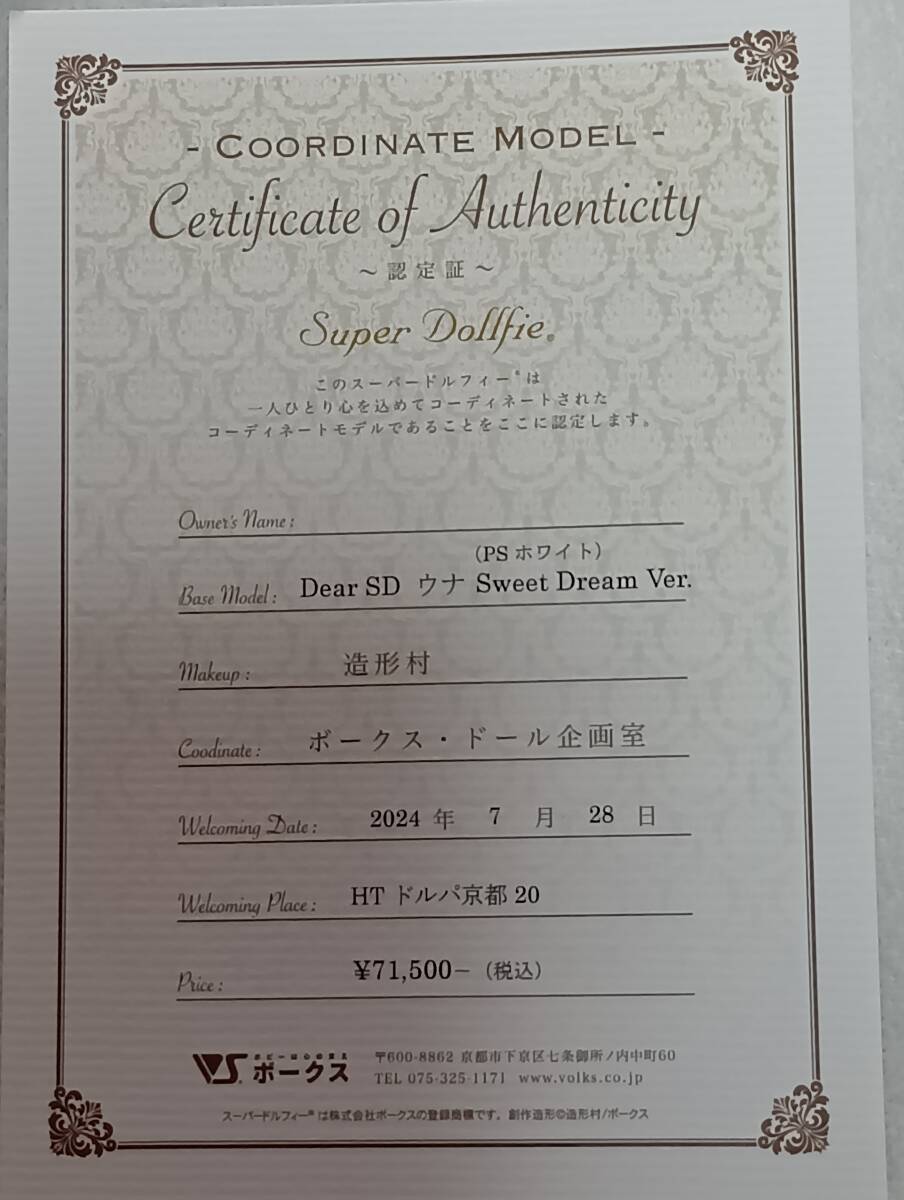 - COORDINATE MODEL -
Certificate of Authenticity
～認定証～
Super Dollfie®
このスーパードルフィー®は
一人ひとり心を込めてコーディネートされた
コーディネートモデルであることをここに認定します。
Owner's Name :
(PS ホワイト)
Base Model : Dear SD ウナ Sweet Dream Ver.
Makeup : 造形村
Coodinate : ボークス・ドール企画室
Welcoming Date : 2024 年 7 月 28 日
Welcoming Place : HT ドルパ京都 20
Price : ¥71,500−（税込）
ホビーは心の栄養
VS® ボークス
〒600-8862 京都市下京区七条御所ノ内中町60
TEL 075-325-1171 www.volks.co.jp
スーパードルフィー®は株式会社ボークスの登録商標です。創作造形©造形村/ボークス